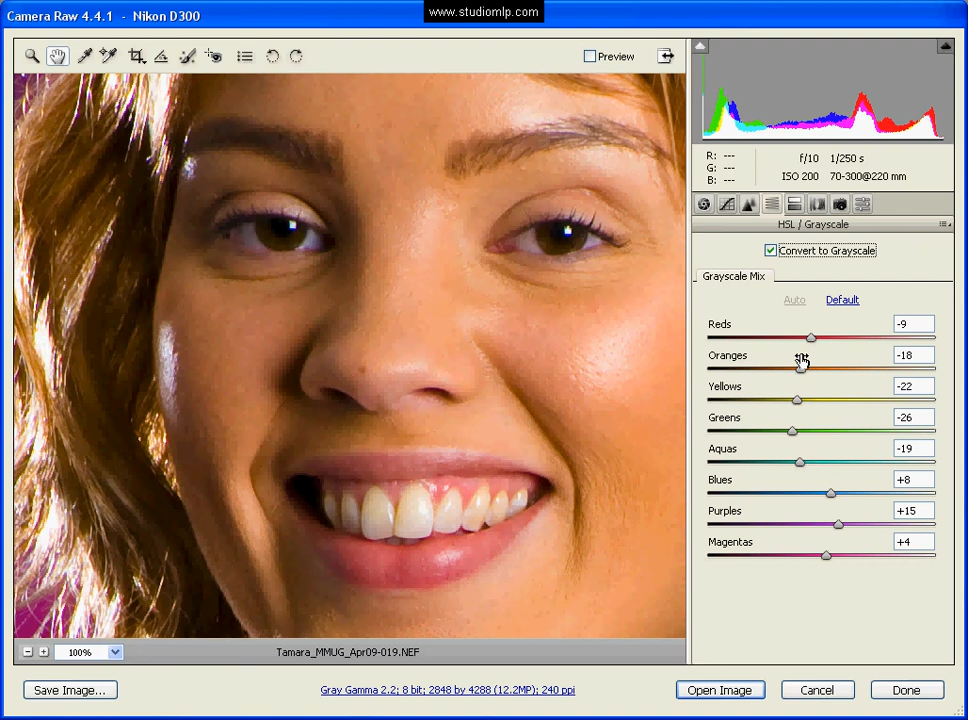 Camera Raw 4.4.1 - Nikon D300
www.studiomlp.com
Preview
R: ---
G: ---
B: ---
f/10 1/250 s
ISO 200 70-300@220 mm
HSL / Grayscale
Convert to Grayscale
Grayscale Mix
Auto Default
Reds -9
Oranges -18
Yellows -22
Greens -26
Aquas -19
Blues +8
Purples +15
Magentas +4
100% Tamara_MMUG_Apr09-019.NEF
Save Image... Gray Gamma 2.2; 8 bit; 2848 by 4288 (12.2MP); 240 ppi Open Image Cancel Done